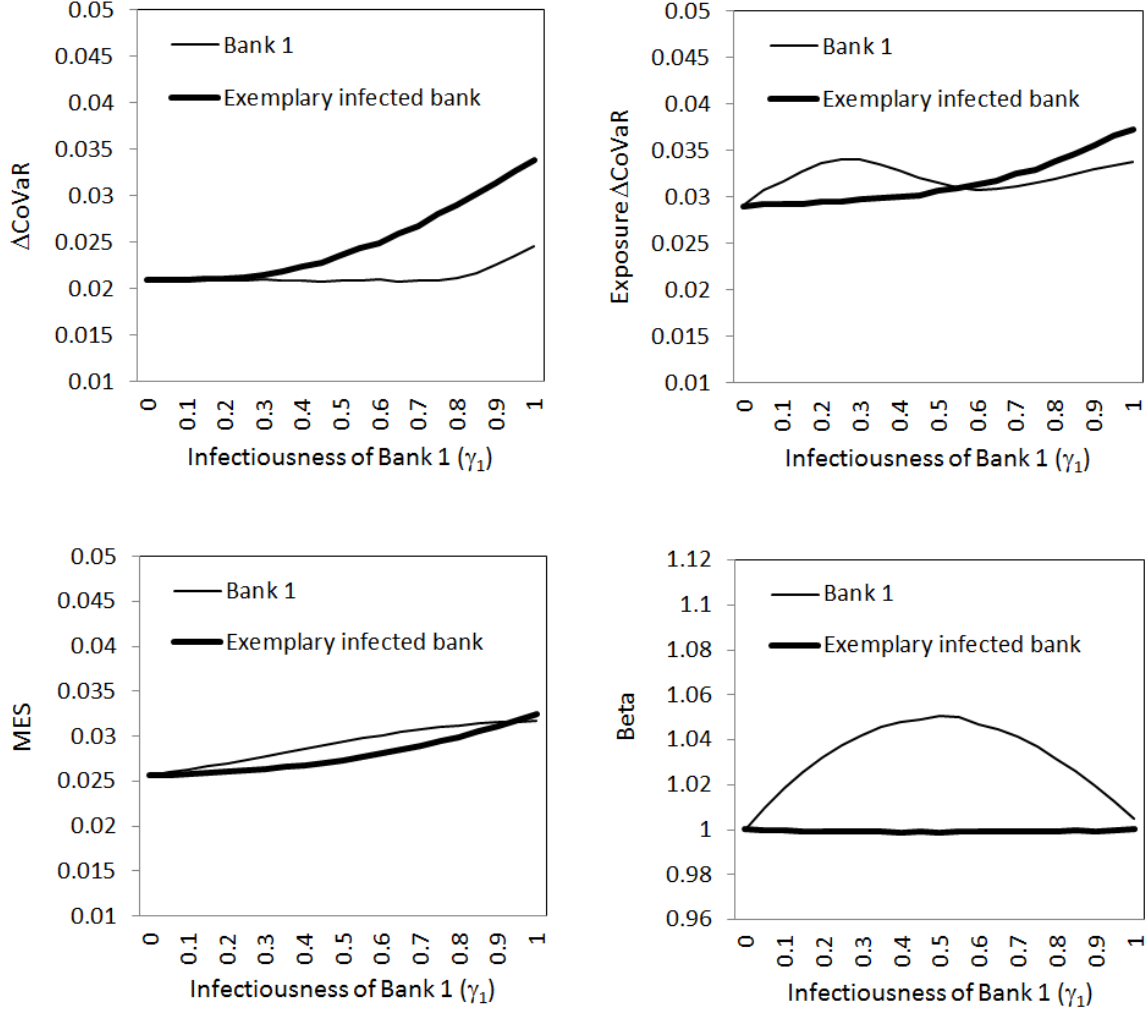 0.05
0.045
0.04
0.035
0.03
0.025
0.02
0.015
0.01
ΔCoVaR
Bank 1
Exemplary infected bank
0 0.1 0.2 0.3 0.4 0.5 0.6 0.7 0.8 0.9 1
Infectiousness of Bank 1 (γ₁)
0.05
0.045
0.04
0.035
0.03
0.025
0.02
0.015
0.01
Exposure ΔCoVaR
Bank 1
Exemplary infected bank
0 0.1 0.2 0.3 0.4 0.5 0.6 0.7 0.8 0.9 1
Infectiousness of Bank 1 (γ₁)
0.05
0.045
0.04
0.035
0.03
0.025
0.02
0.015
0.01
MES
Bank 1
Exemplary infected bank
0 0.1 0.2 0.3 0.4 0.5 0.6 0.7 0.8 0.9 1
Infectiousness of Bank 1 (γ₁)
1.12
1.1
1.08
1.06
1.04
1.02
1
0.98
0.96
Beta
Bank 1
Exemplary infected bank
0 0.1 0.2 0.3 0.4 0.5 0.6 0.7 0.8 0.9 1
Infectiousness of Bank 1 (γ₁)